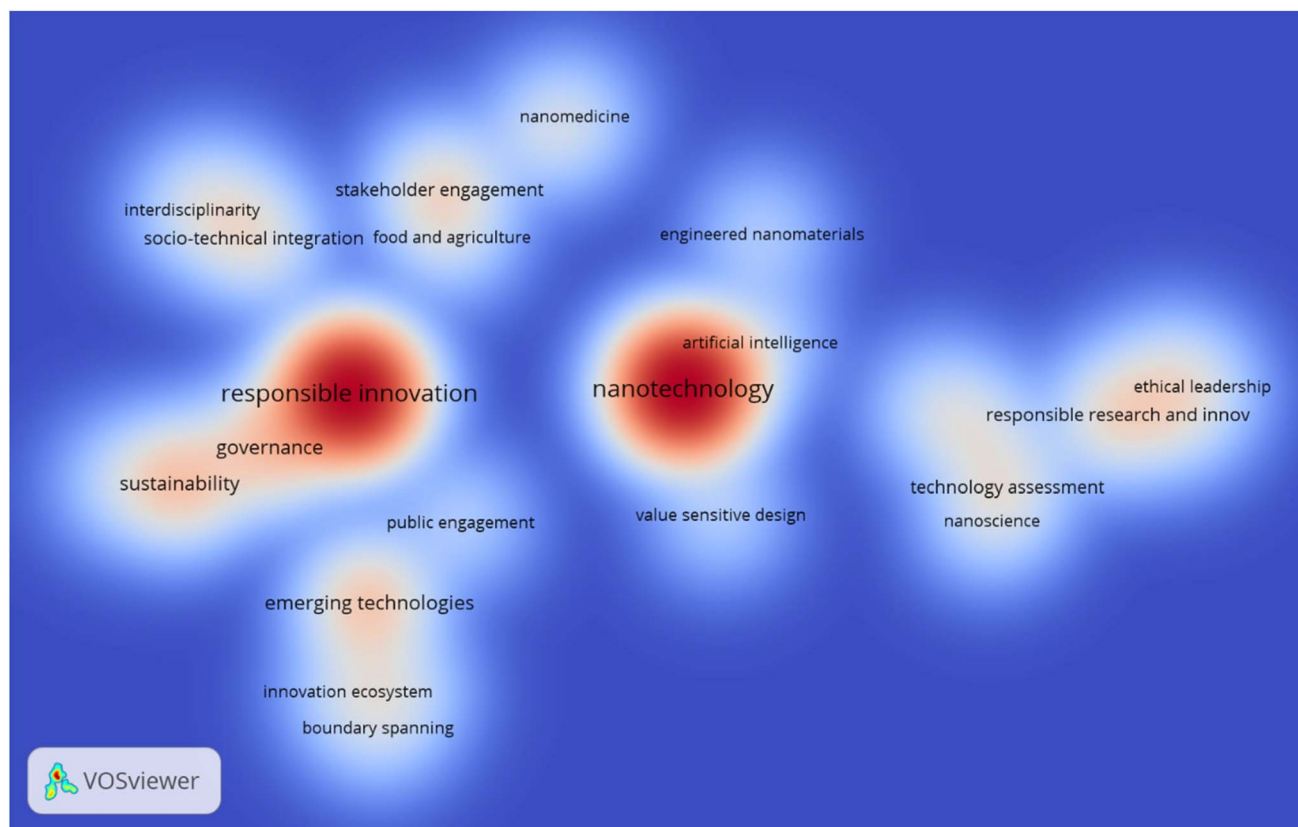 nanomedicine
stakeholder engagement
interdisciplinarity
socio-technical integration
food and agriculture
engineered nanomaterials
artificial intelligence
responsible innovation
nanotechnology
ethical leadership
responsible research and innov
governance
sustainability
technology assessment
public engagement
value sensitive design
nanoscience
emerging technologies
innovation ecosystem
boundary spanning
VOSviewer